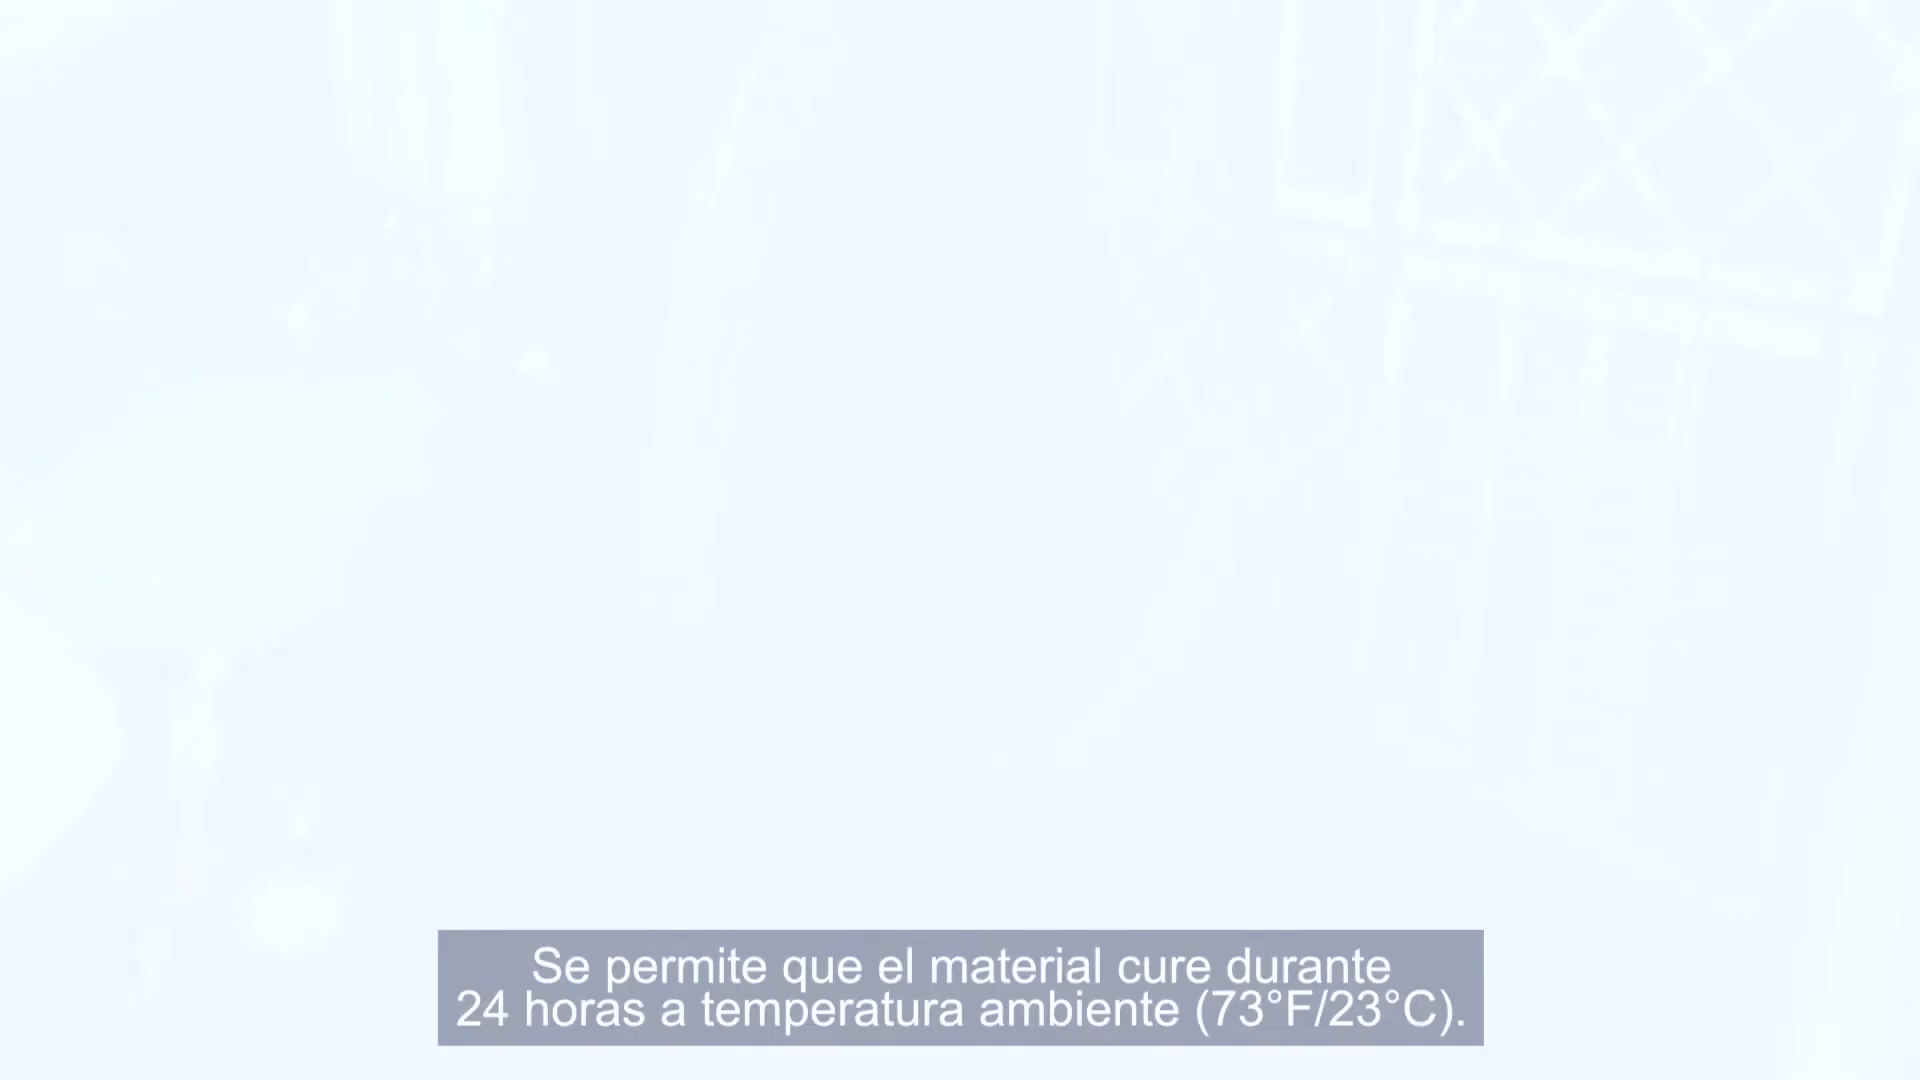 Se permite que el material cure durante
24 horas a temperatura ambiente (73°F/23°C).